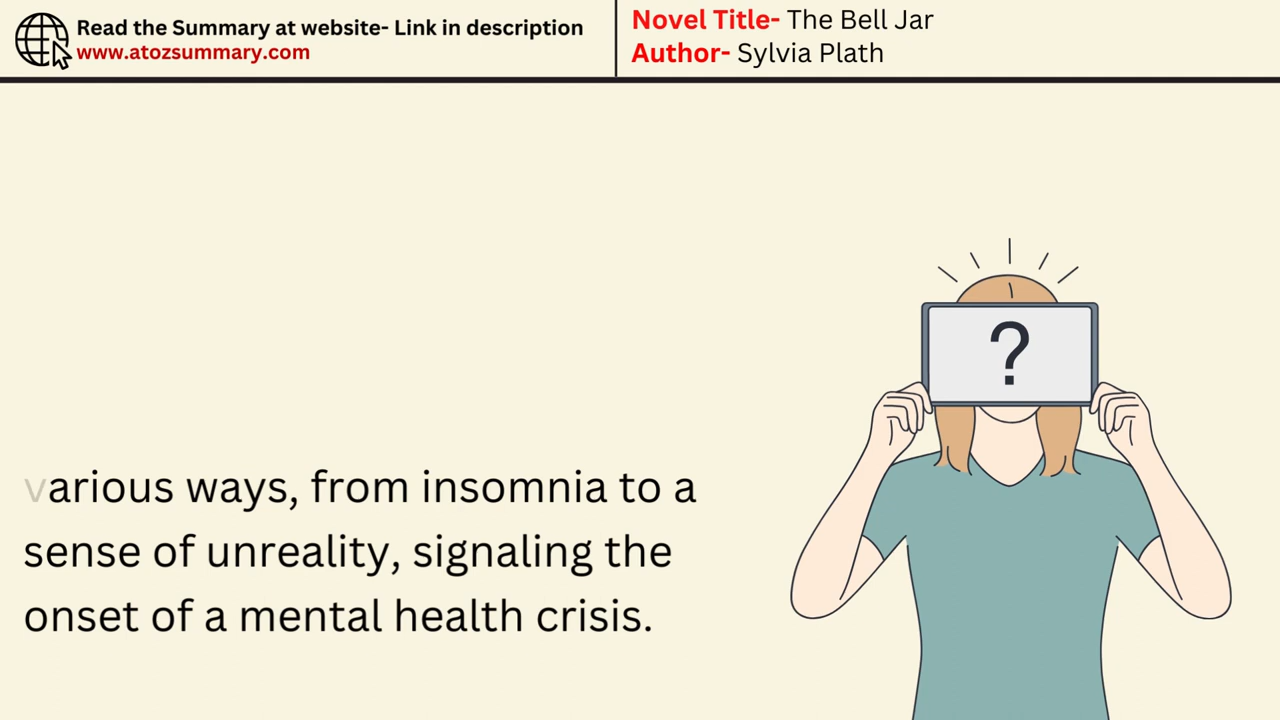 Read the Summary at website- Link in description
www.atozsummary.com
Novel Title- The Bell Jar
Author- Sylvia Plath
?
various ways, from insomnia to a
sense of unreality, signaling the
onset of a mental health crisis.